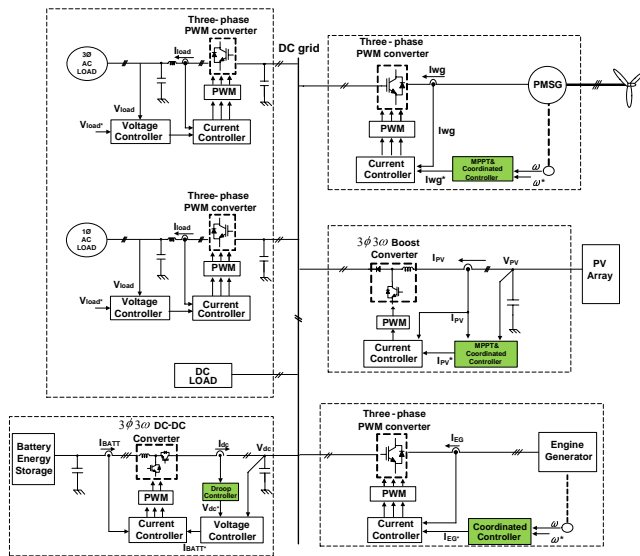 Three-phase
PWM converter
DC grid
3Ø
AC
LOAD
Iload
PWM
Vload
Vload*
Voltage
Controller
Current
Controller
Three-phase
PWM converter
1Ø
AC
LOAD
Iload
PWM
Vload
Vload*
Voltage
Controller
Current
Controller
DC
LOAD
3ϕ3ω DC-DC
Converter
Battery
Energy
Storage
IBATT
Idc
Vdc
PWM
Droop
Controller
Vdc*
Current
Controller
Voltage
Controller
IBATT*
Three - phase
PWM converter
Iwg
PMSG
PWM
Iwg
Current
Controller
Iwg*
MPPT&
Coordinated
Controller
ω
ω*
3ϕ3ω Boost
Converter
IPV
VPV
PV
Array
PWM
IPV
Current
Controller
IPV*
MPPT&
Coordinated
Controller
Three - phase
PWM converter
IEG
Engine
Generator
PWM
Current
Controller
IEG*
Coordinated
Controller
ω
ω*